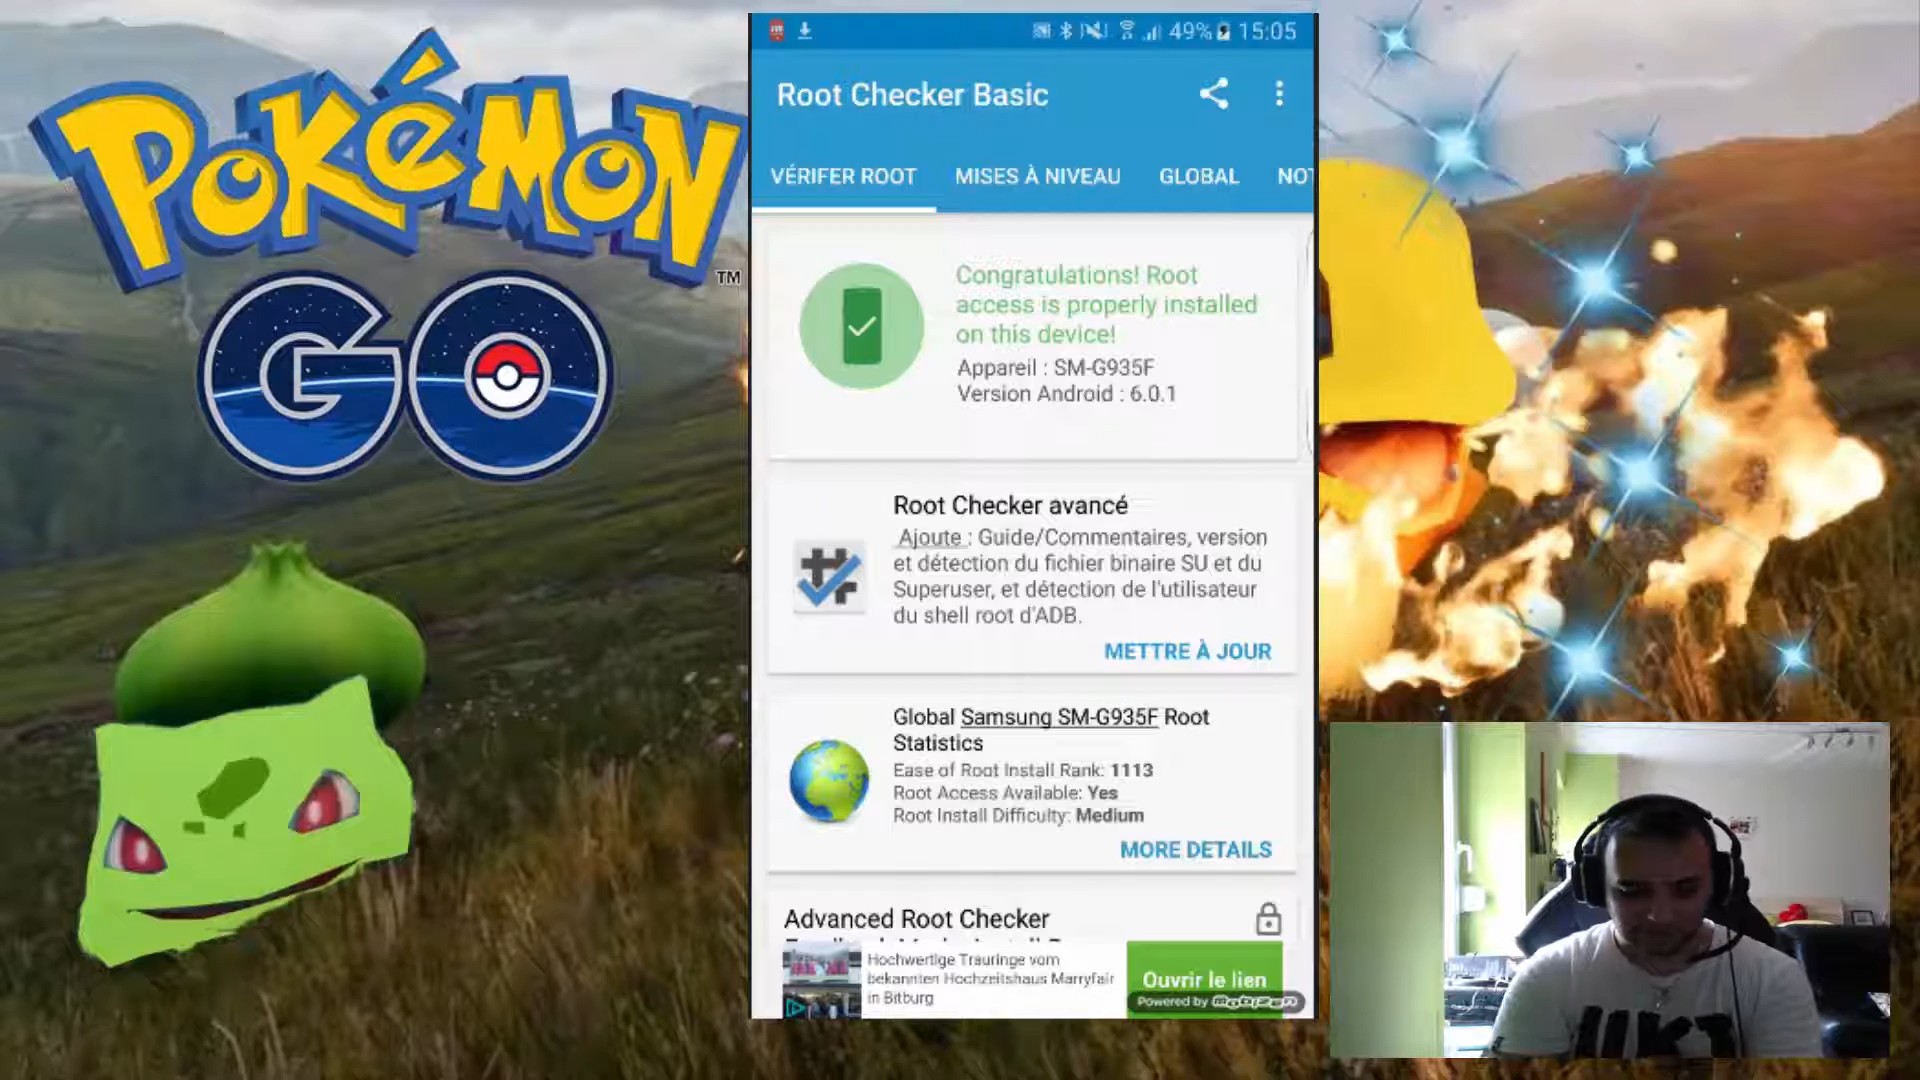 POKÉMON
TM
GO
49% 15:05
Root Checker Basic
VÉRIFER ROOT MISES À NIVEAU GLOBAL NOT
Congratulations! Root
access is properly installed
on this device!
Appareil : SM-G935F
Version Android : 6.0.1
Root Checker avancé
Ajoute : Guide/Commentaires, version
et détection du fichier binaire SU et du
Superuser, et détection de l'utilisateur
du shell root d'ADB.
METTRE À JOUR
Global Samsung SM-G935F Root
Statistics
Ease of Root Install Rank: 1113
Root Access Available: Yes
Root Install Difficulty: Medium
MORE DETAILS
Advanced Root Checker
Hochwertige Trauringe vom
bekannten Hochzeitshaus Marryfair
in Bitburg
Ouvrir le lien
Powered by mobizen